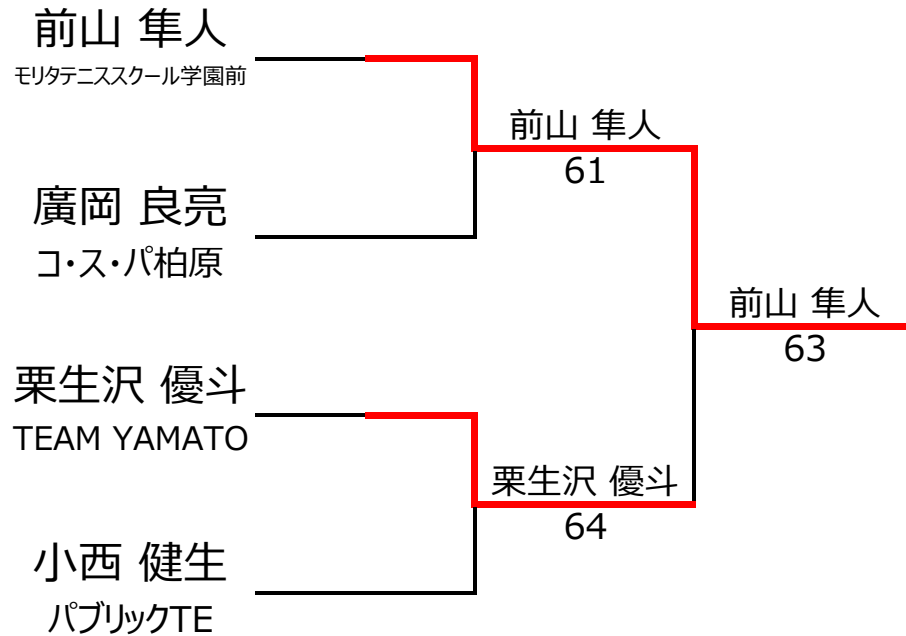 前山 隼人
モリタテニススクール学園前
前山 隼人
61
廣岡 良亮
コ・ス・パ柏原
前山 隼人
63
栗生沢 優斗
TEAM YAMATO
栗生沢 優斗
64
小西 健生
パブリックTE